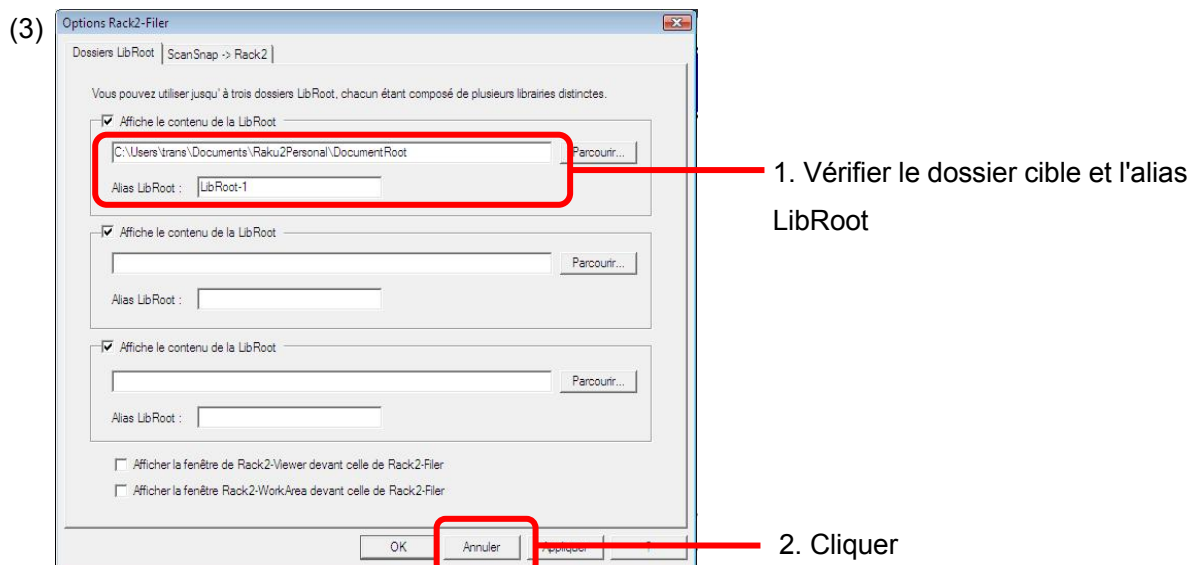 (3)
Options Rack2-Filer
Dossiers LibRoot
ScanSnap -> Rack2
Vous pouvez utiliser jusqu' à trois dossiers LibRoot, chacun étant composé de plusieurs librairies distinctes.
Affiche le contenu de la LibRoot
C:\Users\trans\Documents\Raku2Personal\DocumentRoot
Parcourir...
Alias LibRoot :
LibRoot-1
1. Vérifier le dossier cible et l'alias
LibRoot
Affiche le contenu de la LibRoot
Parcourir...
Alias LibRoot :
Affiche le contenu de la LibRoot
Parcourir...
Alias LibRoot :
Afficher la fenêtre de Rack2-Viewer devant celle de Rack2-Filer
Afficher la fenêtre Rack2-WorkArea devant celle de Rack2-Filer
OK
Annuler
Appliquer
?
2. Cliquer